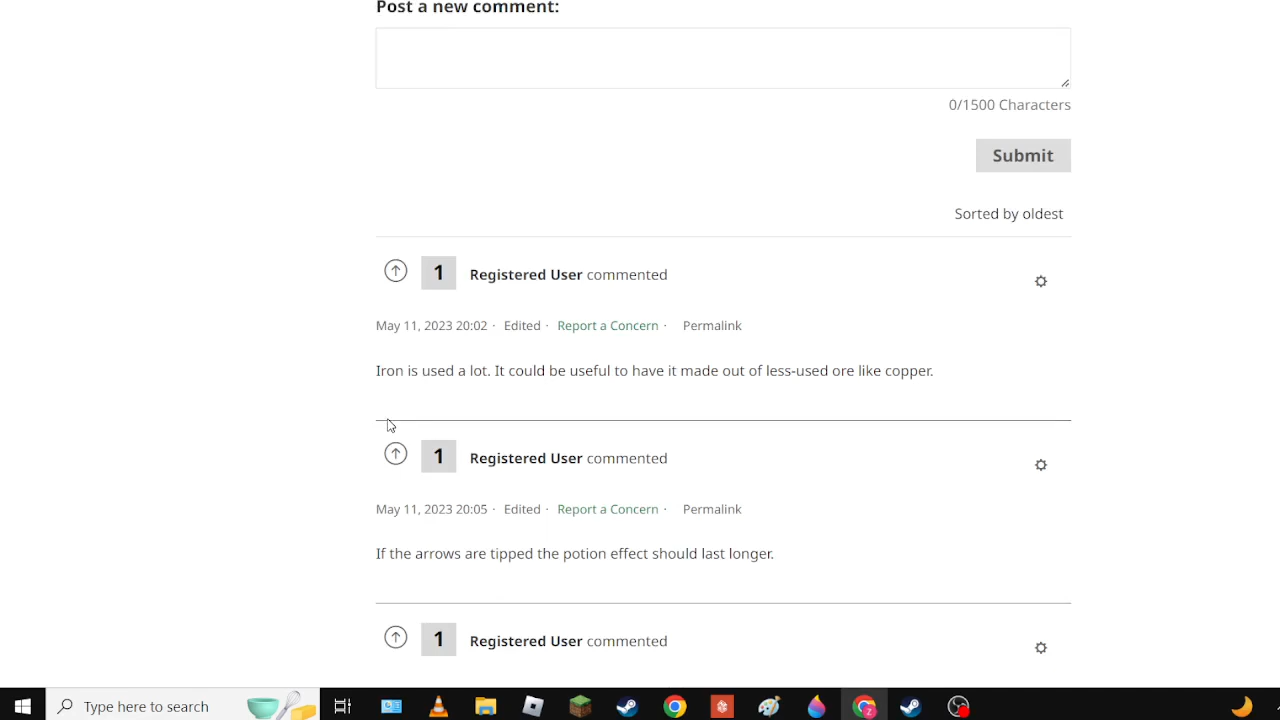 Post a new comment:
0/1500 Characters
Submit
Sorted by oldest
1 Registered User commented
May 11, 2023 20:02 · Edited · Report a Concern · Permalink
Iron is used a lot. It could be useful to have it made out of less-used ore like copper.
1 Registered User commented
May 11, 2023 20:05 · Edited · Report a Concern · Permalink
If the arrows are tipped the potion effect should last longer.
1 Registered User commented
Type here to search